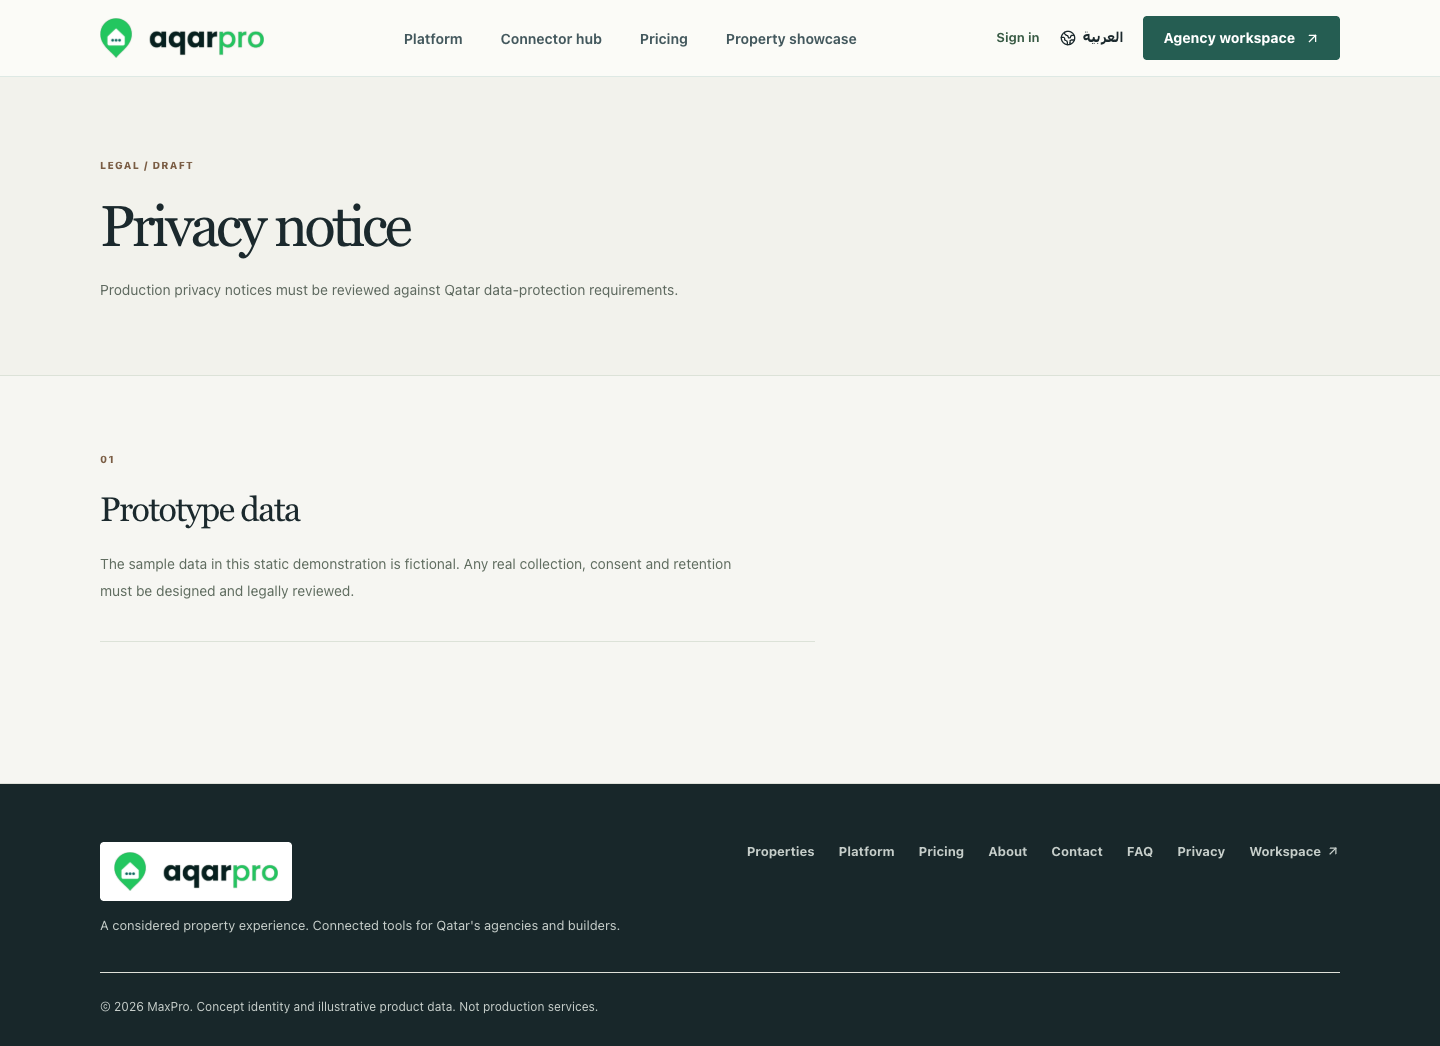 aqarpro
Platform
Connector hub
Pricing
Property showcase
Sign in
العربية
Agency workspace
LEGAL / DRAFT
Privacy notice
Production privacy notices must be reviewed against Qatar data-protection requirements.
01
Prototype data
The sample data in this static demonstration is fictional. Any real collection, consent and retention
must be designed and legally reviewed.
aqarpro
Properties
Platform
Pricing
About
Contact
FAQ
Privacy
Workspace
A considered property experience. Connected tools for Qatar's agencies and builders.
© 2026 MaxPro. Concept identity and illustrative product data. Not production services.